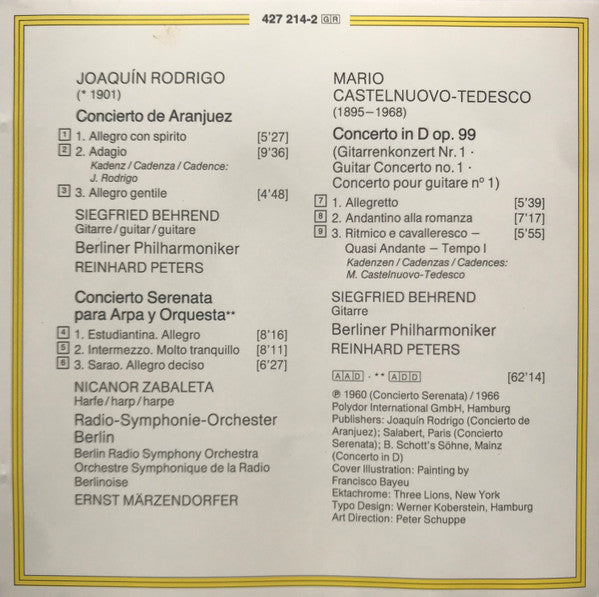 427 214-2 GR
JOAQUÍN RODRIGO
(* 1901)
Concierto de Aranjuez
1 1. Allegro con spirito [5'27]
2 2. Adagio [9'36]
Kadenz / Cadenza / Cadence:
J. Rodrigo
3 3. Allegro gentile [4'48]
SIEGFRIED BEHREND
Gitarre / guitar / guitare
Berliner Philharmoniker
REINHARD PETERS
Concierto Serenata
para Arpa y Orquesta**
4 1. Estudiantina. Allegro [8'16]
5 2. Intermezzo. Molto tranquillo [8'11]
6 3. Sarao. Allegro deciso [6'27]
NICANOR ZABALETA
Harfe / harp / harpe
Radio-Symphonie-Orchester
Berlin
Berlin Radio Symphony Orchestra
Orchestre Symphonique de la Radio
Berlinoise
ERNST MÄRZENDORFER
MARIO
CASTELNUOVO-TEDESCO
(1895–1968)
Concerto in D op. 99
(Gitarrenkonzert Nr. 1 ·
Guitar Concerto no. 1 ·
Concerto pour guitare nº 1)
7 1. Allegretto [5'39]
8 2. Andantino alla romanza [7'17]
9 3. Ritmico e cavalleresco – [5'55]
Quasi Andante – Tempo I
Kadenzen / Cadenzas / Cadences:
M. Castelnuovo-Tedesco
SIEGFRIED BEHREND
Gitarre
Berliner Philharmoniker
REINHARD PETERS
AAD · ** ADD [62'14]
℗ 1960 (Concierto Serenata) / 1966
Polydor International GmbH, Hamburg
Publishers: Joaquín Rodrigo (Concierto de
Aranjuez); Salabert, Paris (Concierto
Serenata); B. Schott's Söhne, Mainz
(Concerto in D)
Cover Illustration: Painting by
Francisco Bayeu
Ektachrome: Three Lions, New York
Typo Design: Werner Koberstein, Hamburg
Art Direction: Peter Schuppe